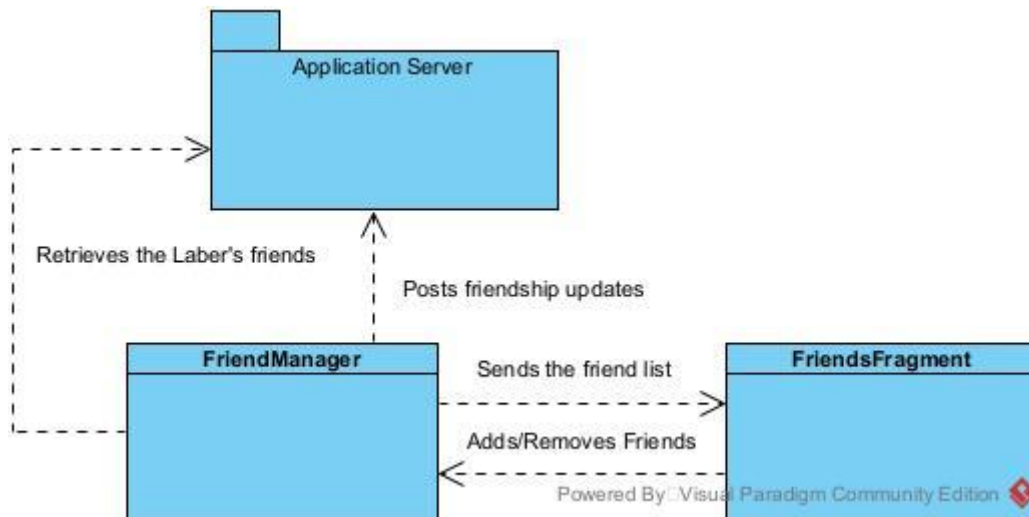 Application Server
Retrieves the Laber's friends
Posts friendship updates
FriendManager
Sends the friend list
FriendsFragment
Adds/Removes Friends
Powered By Visual Paradigm Community Edition